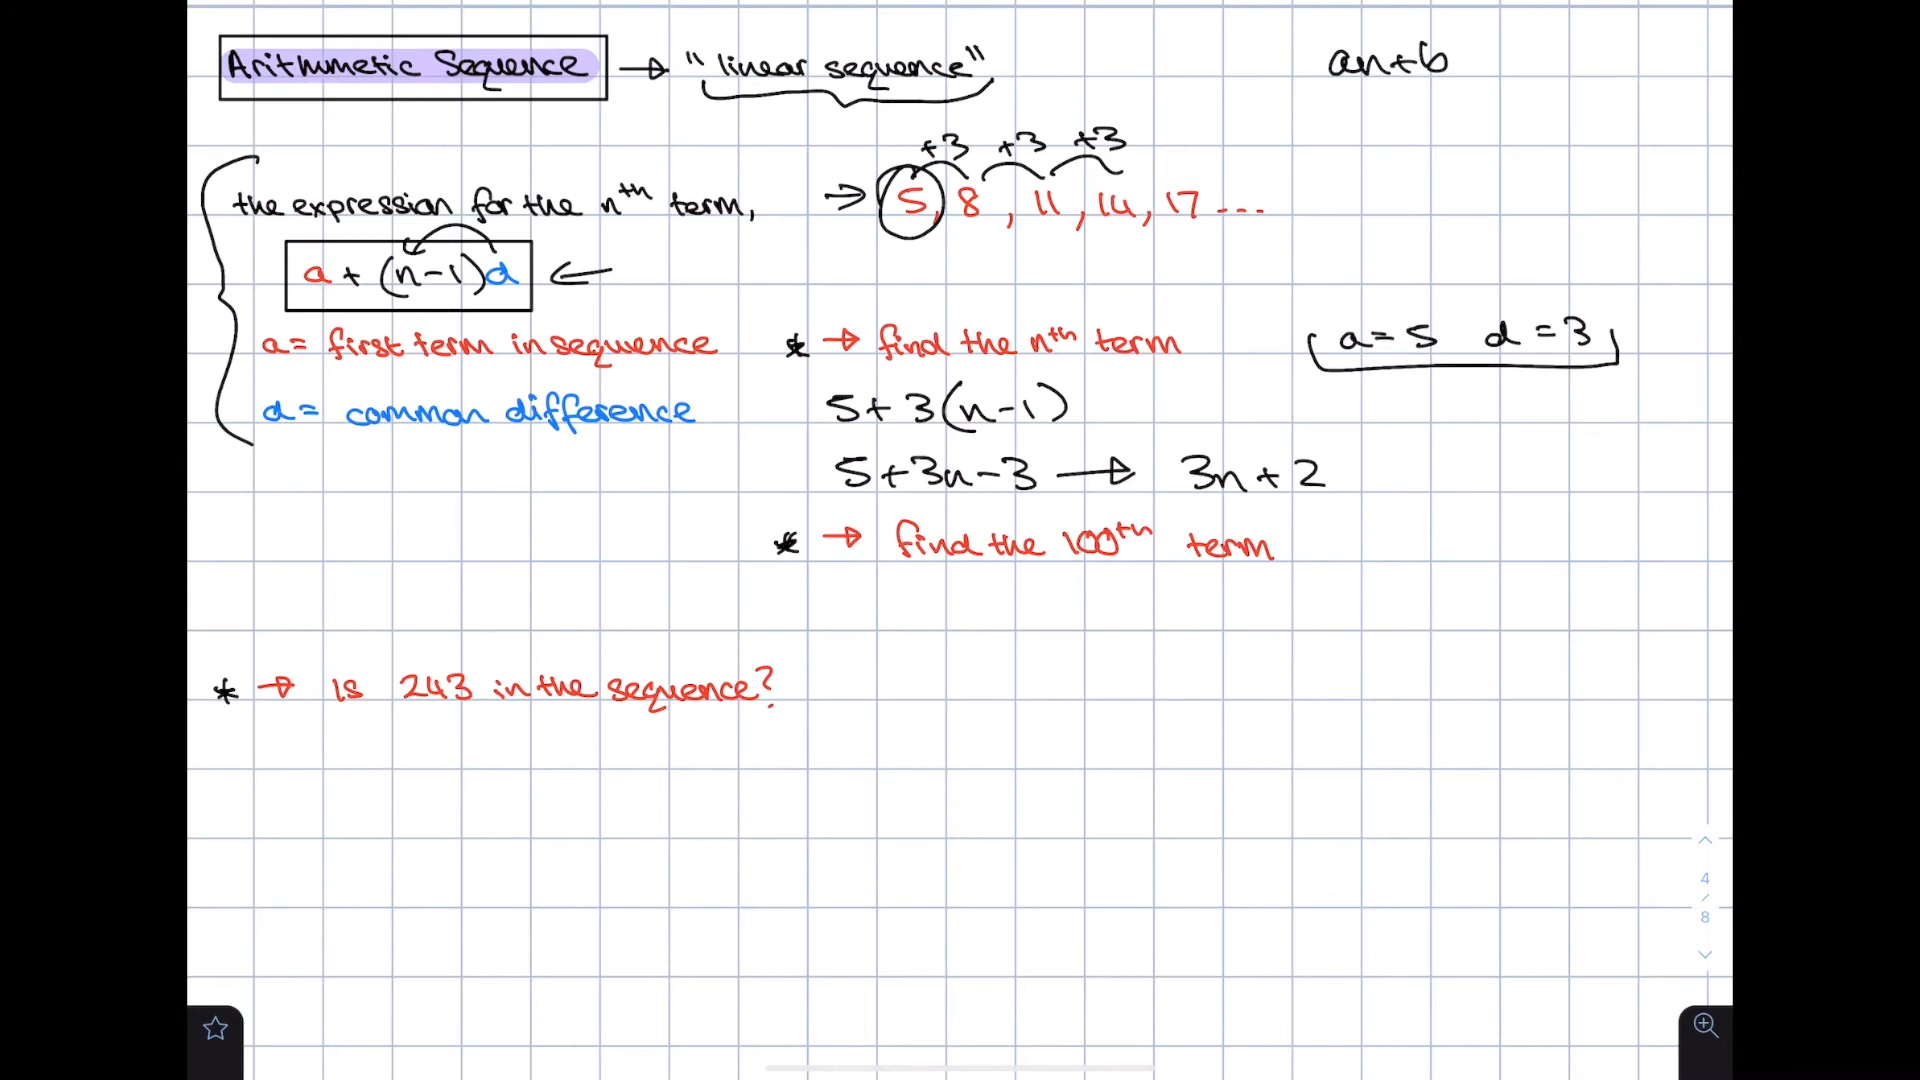 Arithmetic Sequence → "linear sequence"
an+b
+3 +3 +3
the expression for the nth term,
→ 5, 8, 11, 14, 17 ...
a + (n-1)d ←
a= first term in sequence
d= common difference
* → find the nth term
a=5 d=3
5+3(n-1)
5+3n-3 → 3n+2
* → find the 100th term
* → Is 243 in the sequence?
4
/
8